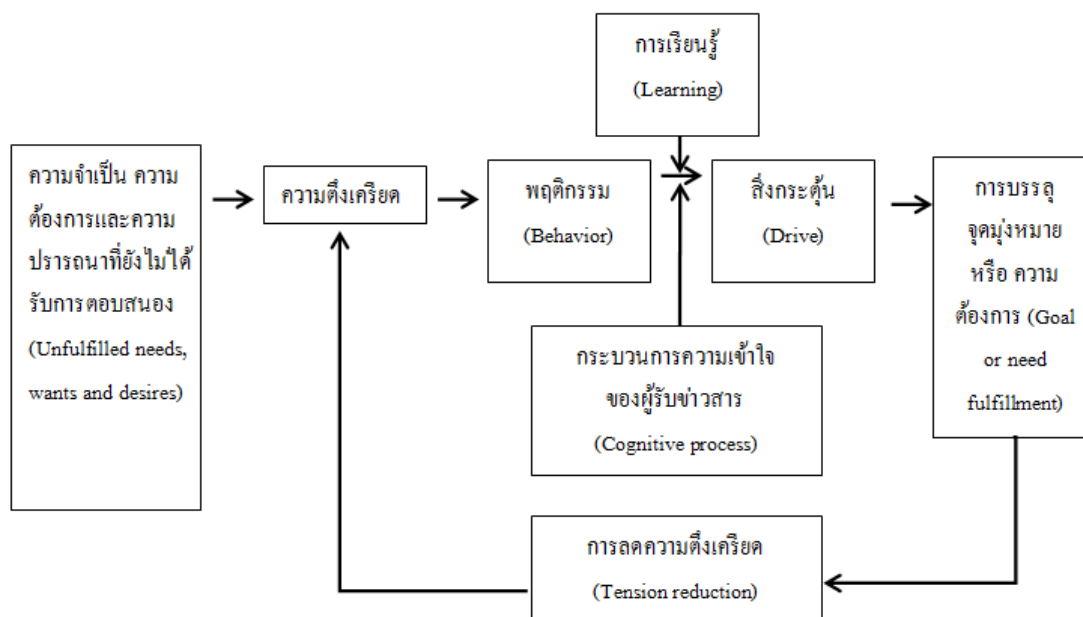 การเรียนรู้
(Learning)
ความจำเป็น ความ
ต้องการและความ
ปรารถนาที่ยังไม่ได้
รับการตอบสนอง
(Unfulfilled needs,
wants and desires)
ความตึงเครียด
พฤติกรรม
(Behavior)
สิ่งกระตุ้น
(Drive)
การบรรลุ
จุดมุ่งหมาย
หรือ ความ
ต้องการ (Goal
or need
fulfillment)
กระบวนการความเข้าใจ
ของผู้รับข่าวสาร
(Cognitive process)
การลดความตึงเครียด
(Tension reduction)